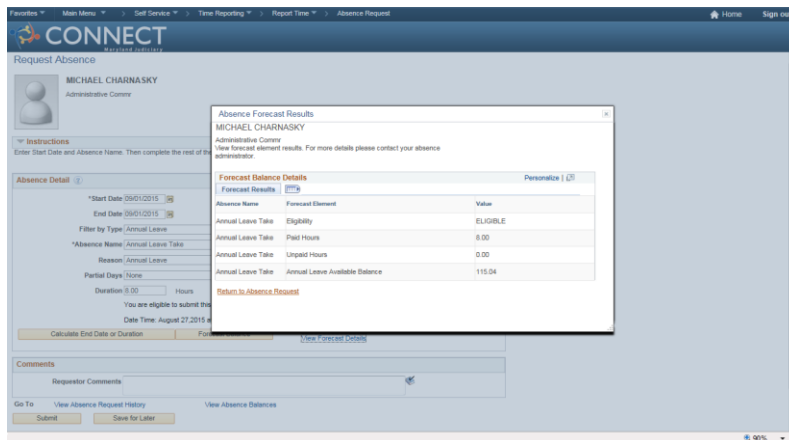 Favorites Main Menu > Self Service > Time Reporting > Report Time > Absence Request Home Sign ou
CONNECT
Maryland Judiciary
Request Absence
MICHAEL CHARNASKY
Administrative Commr
Instructions
Enter Start Date and Absence Name. Then complete the rest of the
Absence Detail
*Start Date 09/01/2015
End Date 09/01/2015
Filter by Type Annual Leave
*Absence Name Annual Leave Take
Reason Annual Leave
Partial Days None
Duration 8.00 Hours
You are eligible to submit this
Date Time: August 27,2015 a
Calculate End Date or Duration
View Forecast Details
Absence Forecast Results
MICHAEL CHARNASKY
Administrative Commr
View forecast element results. For more details please contact your absence
administrator.
Forecast Balance Details Personalize |
Forecast Results
Absence Name Forecast Element Value
Annual Leave Take Eligibility ELIGIBLE
Annual Leave Take Paid Hours 8.00
Annual Leave Take Unpaid Hours 0.00
Annual Leave Take Annual Leave Available Balance 115.04
Return to Absence Request
Comments
Requestor Comments
Go To View Absence Request History View Absence Balances
Submit Save for Later
90%